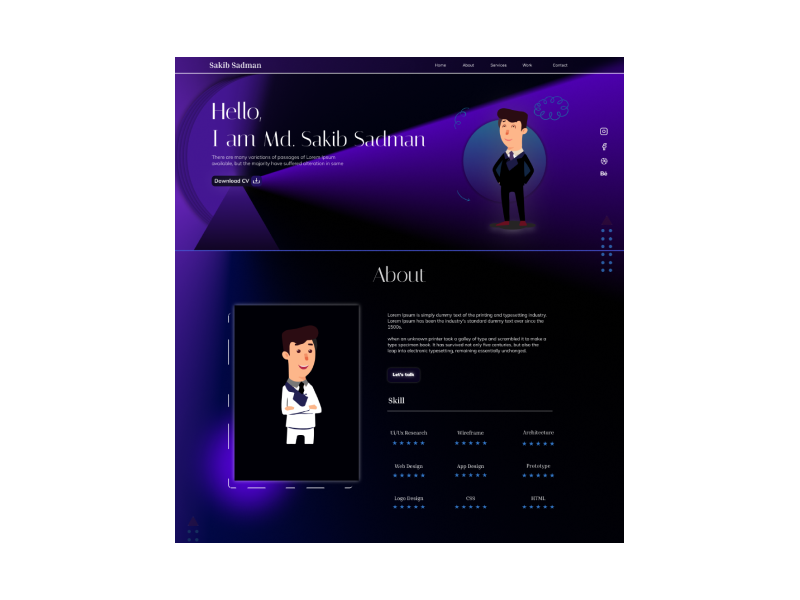 Sakib Sadman
Home About Services Work Contact
Hello,
I am Md. Sakib Sadman
There are many variations of passages of Lorem Ipsum
available, but the majority have suffered alteration in some
Download CV
Bē
About
Lorem Ipsum is simply dummy text of the printing and typesetting industry.
Lorem Ipsum has been the industry's standard dummy text ever since the
1500s,
when an unknown printer took a galley of type and scrambled it to make a
type specimen book. It has survived not only five centuries, but also the
leap into electronic typesetting, remaining essentially unchanged.
Let's talk
Skill
UI/Ux Research Wireframe Architecture
Web Design App Design Prototype
Logo Design CSS HTML